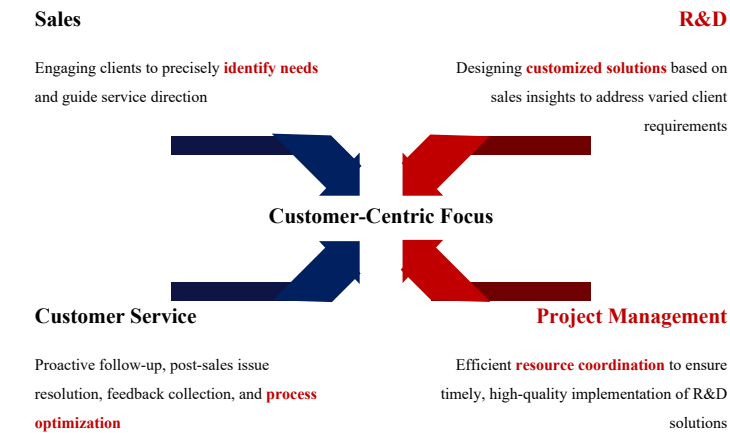 Sales
Engaging clients to precisely identify needs
and guide service direction
R&D
Designing customized solutions based on
sales insights to address varied client
requirements
Customer-Centric Focus
Customer Service
Proactive follow-up, post-sales issue
resolution, feedback collection, and process
optimization
Project Management
Efficient resource coordination to ensure
timely, high-quality implementation of R&D
solutions